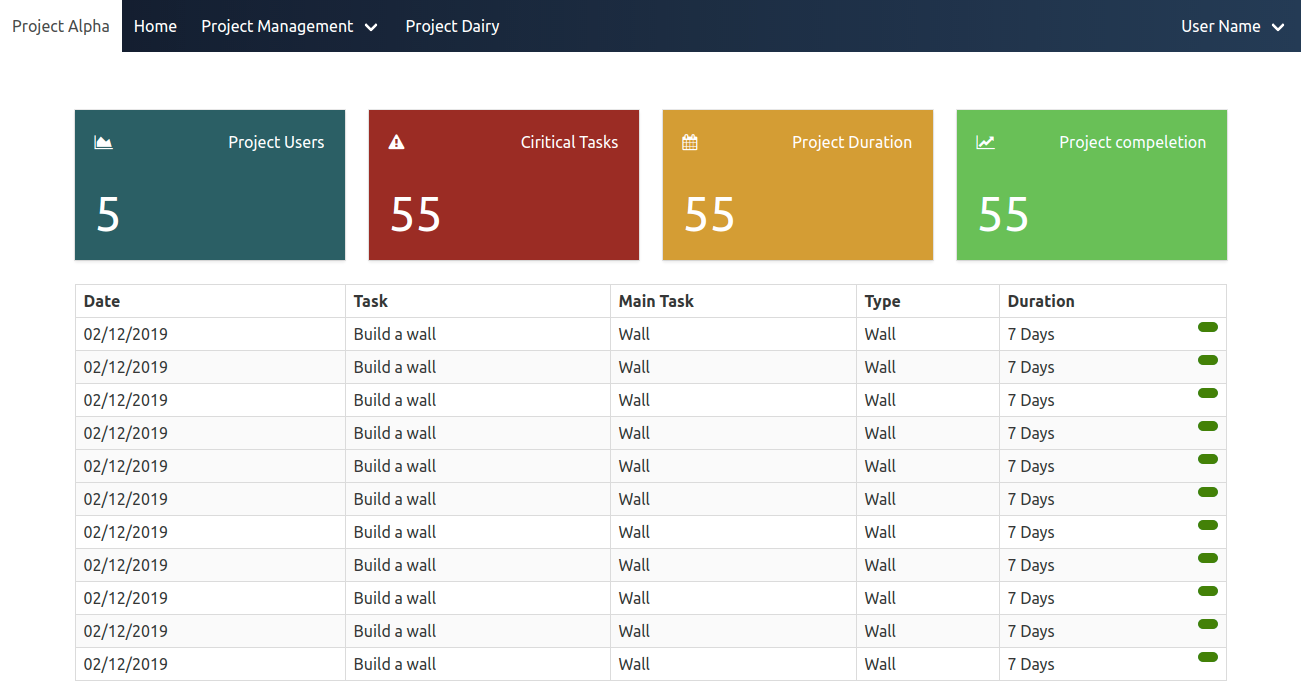 Project Alpha Home Project Management Project Dairy User Name
Project Users Ciritical Tasks Project Duration Project compeletion
5 55 55 55
Date Task Main Task Type Duration
02/12/2019 Build a wall Wall Wall 7 Days
02/12/2019 Build a wall Wall Wall 7 Days
02/12/2019 Build a wall Wall Wall 7 Days
02/12/2019 Build a wall Wall Wall 7 Days
02/12/2019 Build a wall Wall Wall 7 Days
02/12/2019 Build a wall Wall Wall 7 Days
02/12/2019 Build a wall Wall Wall 7 Days
02/12/2019 Build a wall Wall Wall 7 Days
02/12/2019 Build a wall Wall Wall 7 Days
02/12/2019 Build a wall Wall Wall 7 Days
02/12/2019 Build a wall Wall Wall 7 Days